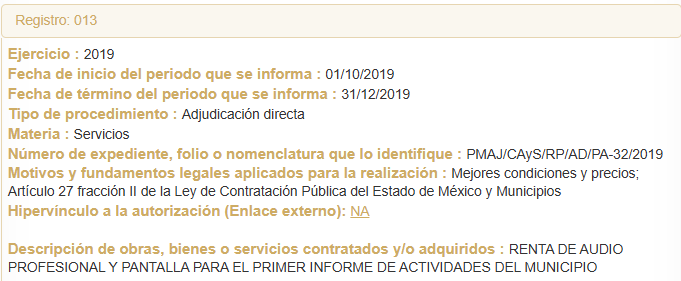 Registro: 013
Ejercicio : 2019
Fecha de inicio del periodo que se informa : 01/10/2019
Fecha de término del periodo que se informa : 31/12/2019
Tipo de procedimiento : Adjudicación directa
Materia : Servicios
Número de expediente, folio o nomenclatura que lo identifique : PMAJ/CAyS/RP/AD/PA-32/2019
Motivos y fundamentos legales aplicados para la realización : Mejores condiciones y precios;
Artículo 27 fracción II de la Ley de Contratación Pública del Estado de México y Municipios
Hipervínculo a la autorización (Enlace externo): NA
Descripción de obras, bienes o servicios contratados y/o adquiridos : RENTA DE AUDIO
PROFESIONAL Y PANTALLA PARA EL PRIMER INFORME DE ACTIVIDADES DEL MUNICIPIO